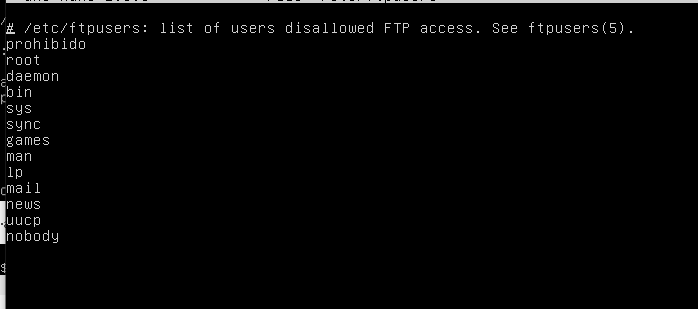 # /etc/ftpusers: list of users disallowed FTP access. See ftpusers(5).
prohibido
root
daemon
bin
sys
sync
games
man
lp
mail
news
uucp
nobody